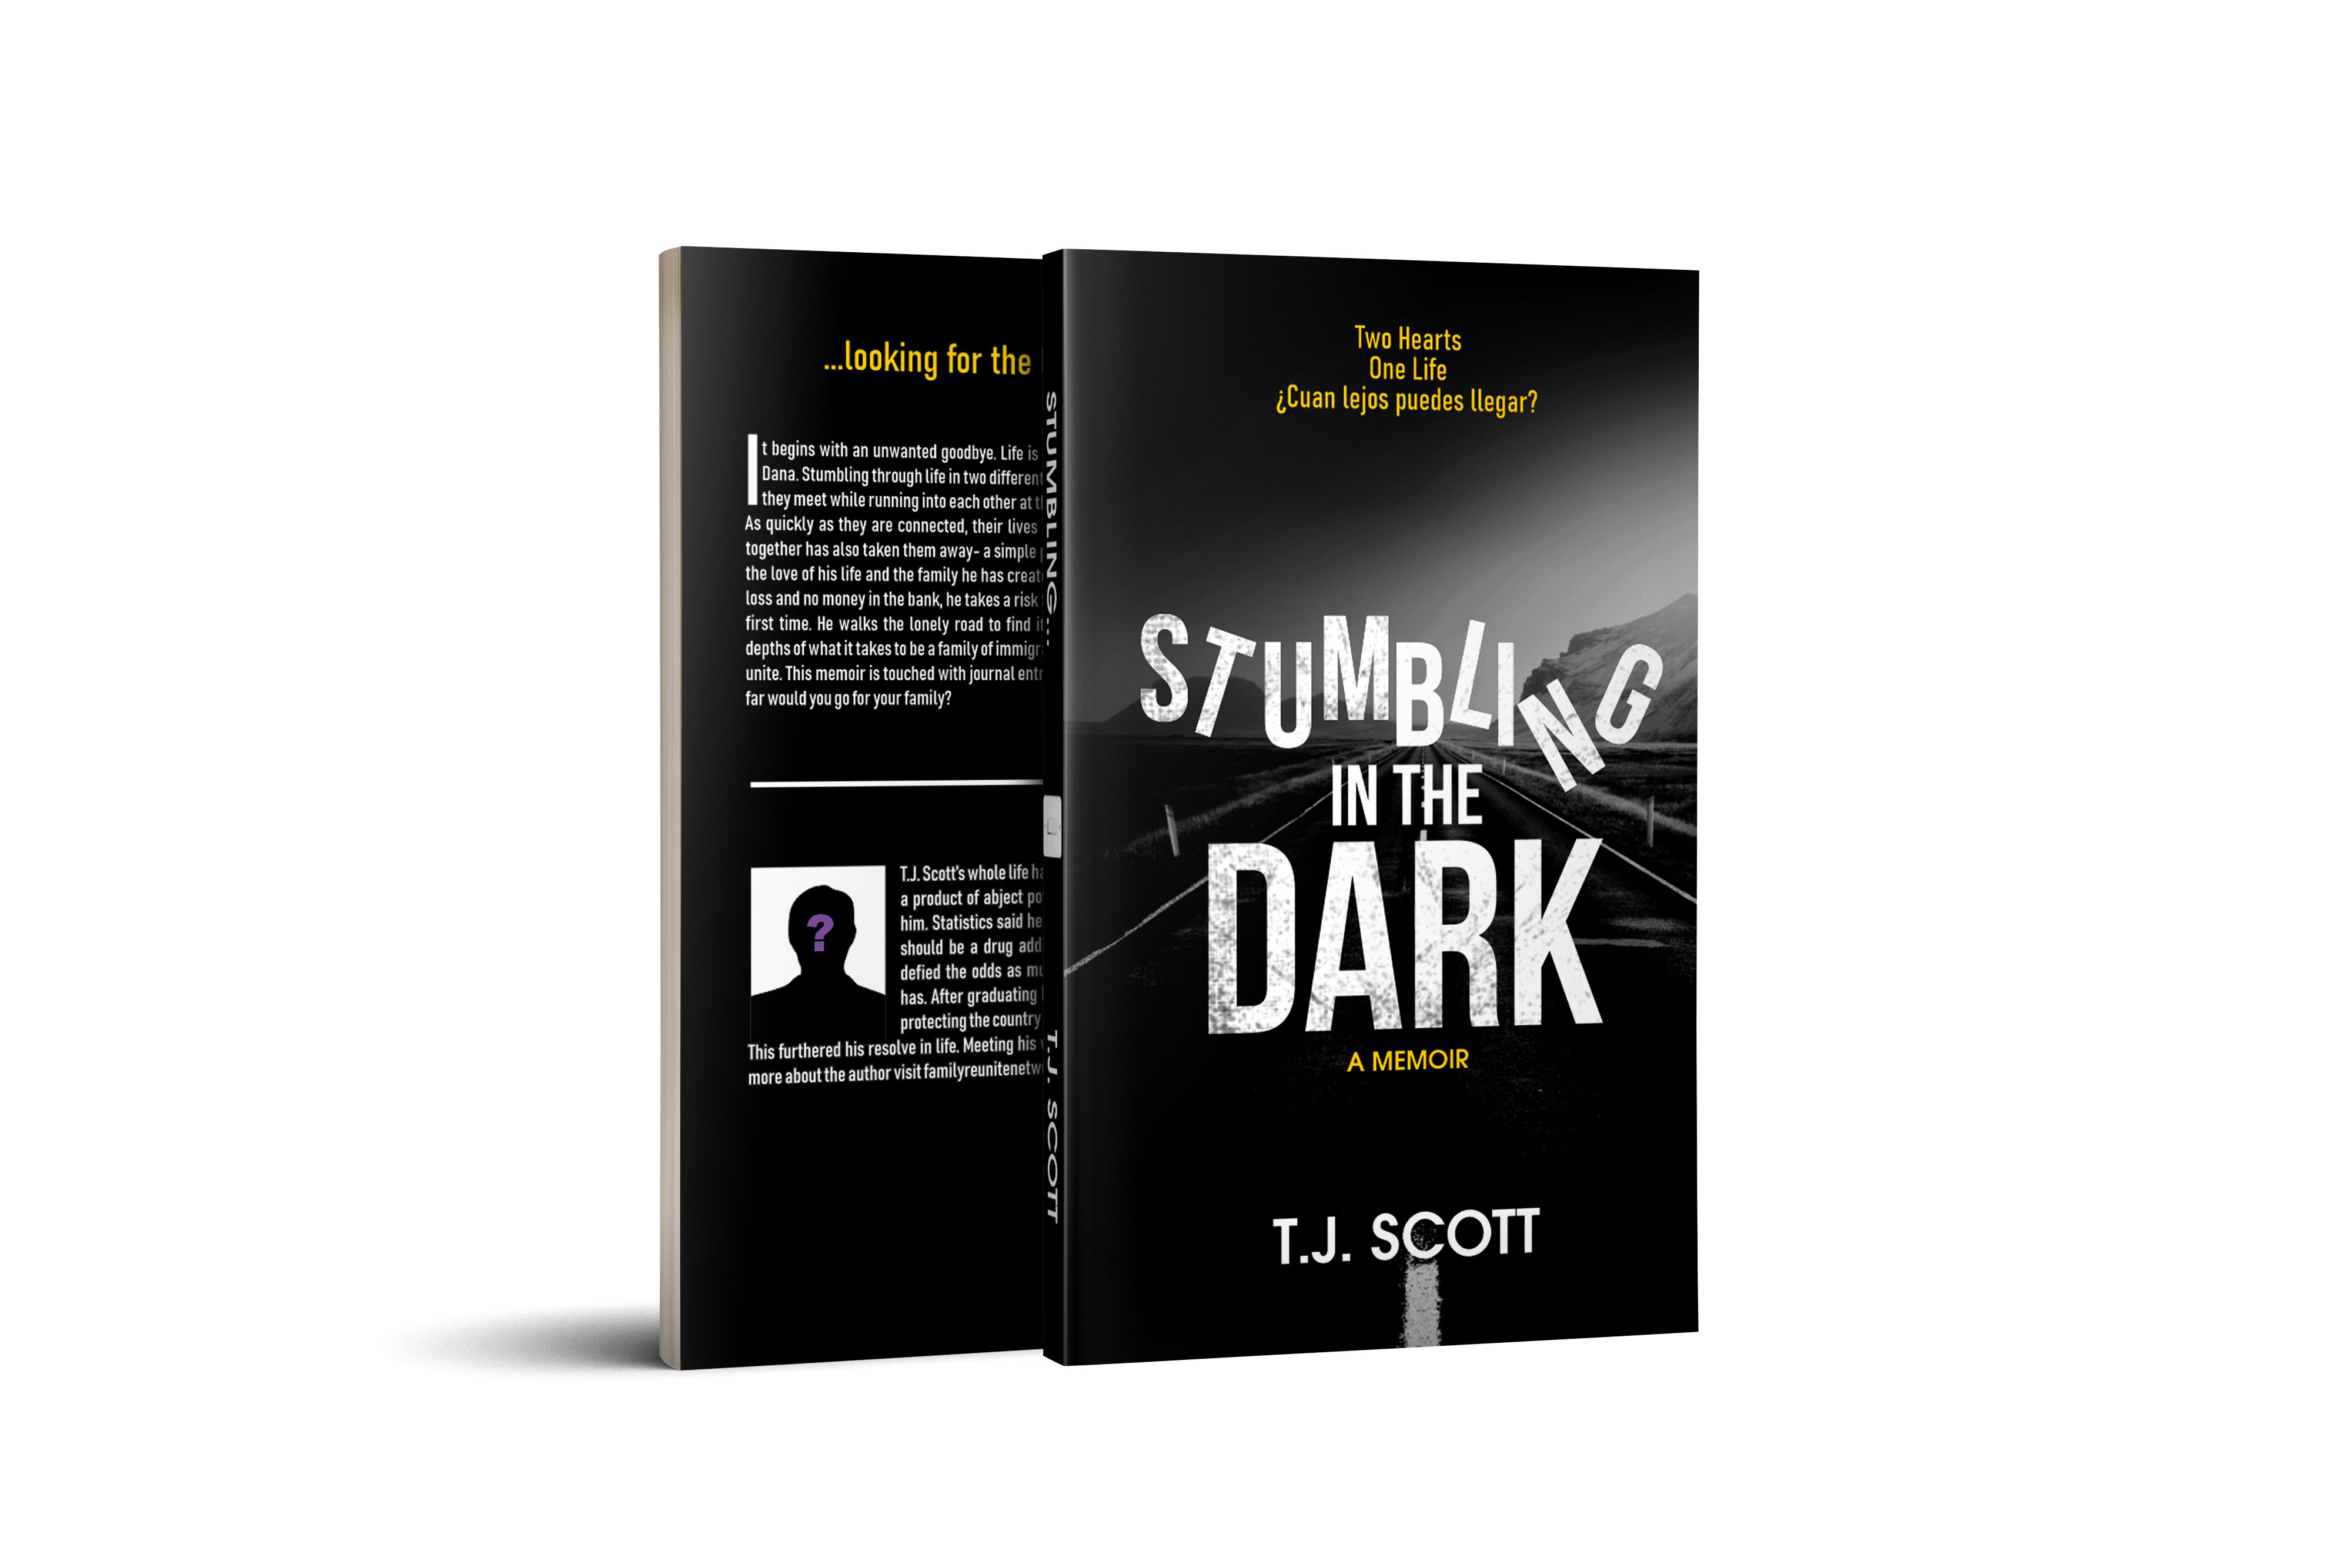 ...looking for the
It begins with an unwanted goodbye. Life is
Dana. Stumbling through life in two different
they meet while running into each other at
As quickly as they are connected, their lives
together has also taken them away- a simple
the love of his life and the family he has
loss and no money in the bank, he takes a risk
first time. He walks the lonely road to find
depths of what it takes to be a family of
unite. This memoir is touched with journal
far would you go for your family?
?
T.J. Scott's whole life
a product of abject
him. Statistics said he
should be a drug
defied the odds as
has. After graduating
protecting the country
This furthered his resolve in life. Meeting his
more about the author visit
STUMBLING...
T.J. SCOTT
Two Hearts
One Life
¿Cuan lejos puedes llegar?
STUMBLING
IN THE
DARK
A MEMOIR
T.J. SCOTT